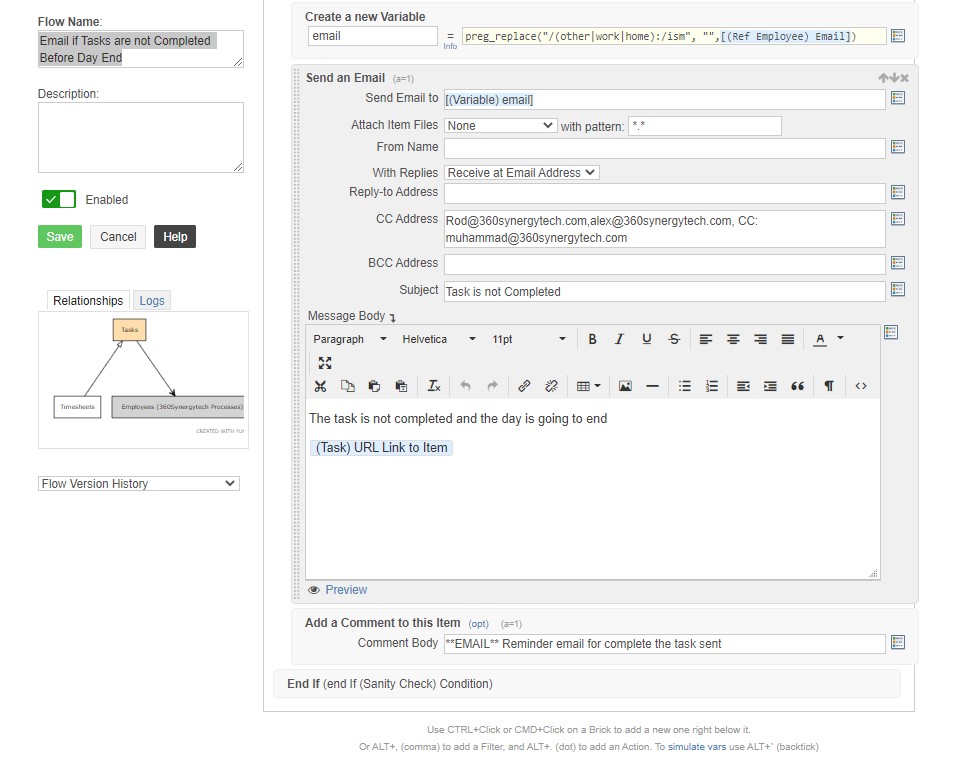 Flow Name:
Email if Tasks are not Completed
Before Day End
Description:
Enabled
Save Cancel Help
Relationships Logs
Tasks
Timesheets Employees (360Synergytech Processes)
CREATED WITH YUF
Flow Version History
Create a new Variable
email = preg_replace("/(other|work|home):/ism", "",[(Ref Employee) Email])
Info
Send an Email (a=1)
Send Email to [(Variable) email]
Attach Item Files None with pattern: *.*
From Name
With Replies Receive at Email Address
Reply-to Address
CC Address Rod@360synergytech.com,alex@360synergytech.com, CC:
muhammad@360synergytech.com
BCC Address
Subject Task is not Completed
Message Body
Paragraph Helvetica 11pt B I U S A
The task is not completed and the day is going to end
(Task) URL Link to Item
Preview
Add a Comment to this Item (opt) (a=1)
Comment Body **EMAIL** Reminder email for complete the task sent
End If (end If (Sanity Check) Condition)
Use CTRL+Click or CMD+Click on a Brick to add a new one right below it.
Or ALT+, (comma) to add a Filter, and ALT+. (dot) to add an Action. To simulate vars use ALT+` (backtick)